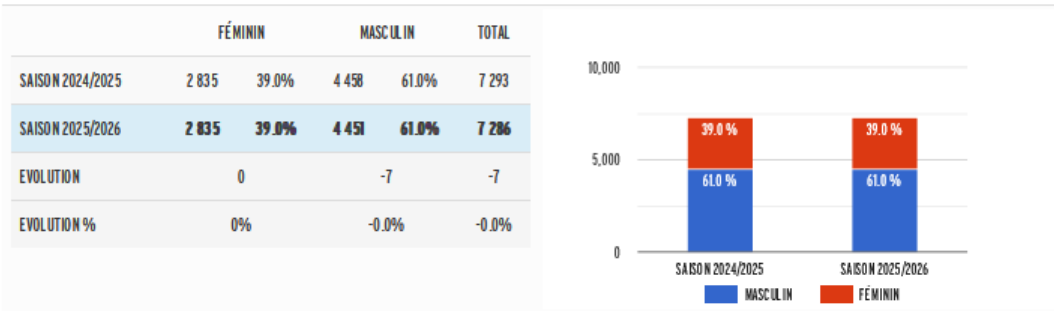 FÉMININ MASCULIN TOTAL
SAISON 2024/2025 2 835 39.0% 4 458 61.0% 7 293
SAISON 2025/2026 2 835 39.0% 4 451 61.0% 7 286
EVOLUTION 0 -7 -7
EVOLUTION % 0% -0.0% -0.0%
10,000
39.0 % 39.0 %
5,000
61.0 % 61.0 %
0
SAISON 2024/2025 SAISON 2025/2026
MASCULIN FÉMININ